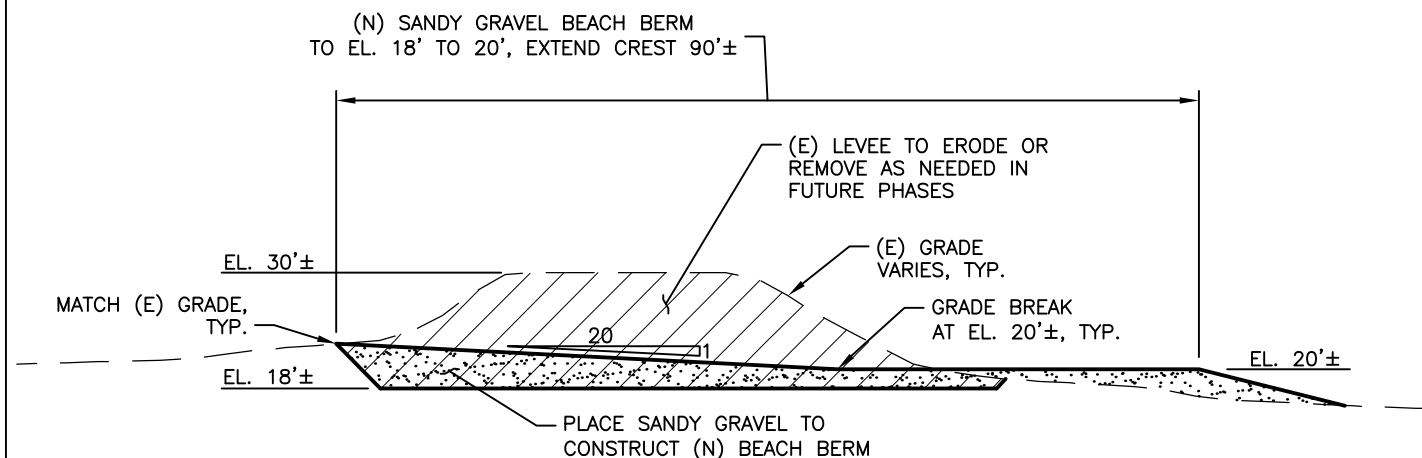 (N) SANDY GRAVEL BEACH BERM
TO EL. 18' TO 20', EXTEND CREST 90'±
(E) LEVEE TO ERODE OR
REMOVE AS NEEDED IN
FUTURE PHASES
(E) GRADE
VARIES, TYP.
EL. 30'±
MATCH (E) GRADE,
TYP.
GRADE BREAK
AT EL. 20'±, TYP.
20
1
EL. 20'±
EL. 18'±
PLACE SANDY GRAVEL TO
CONSTRUCT (N) BEACH BERM